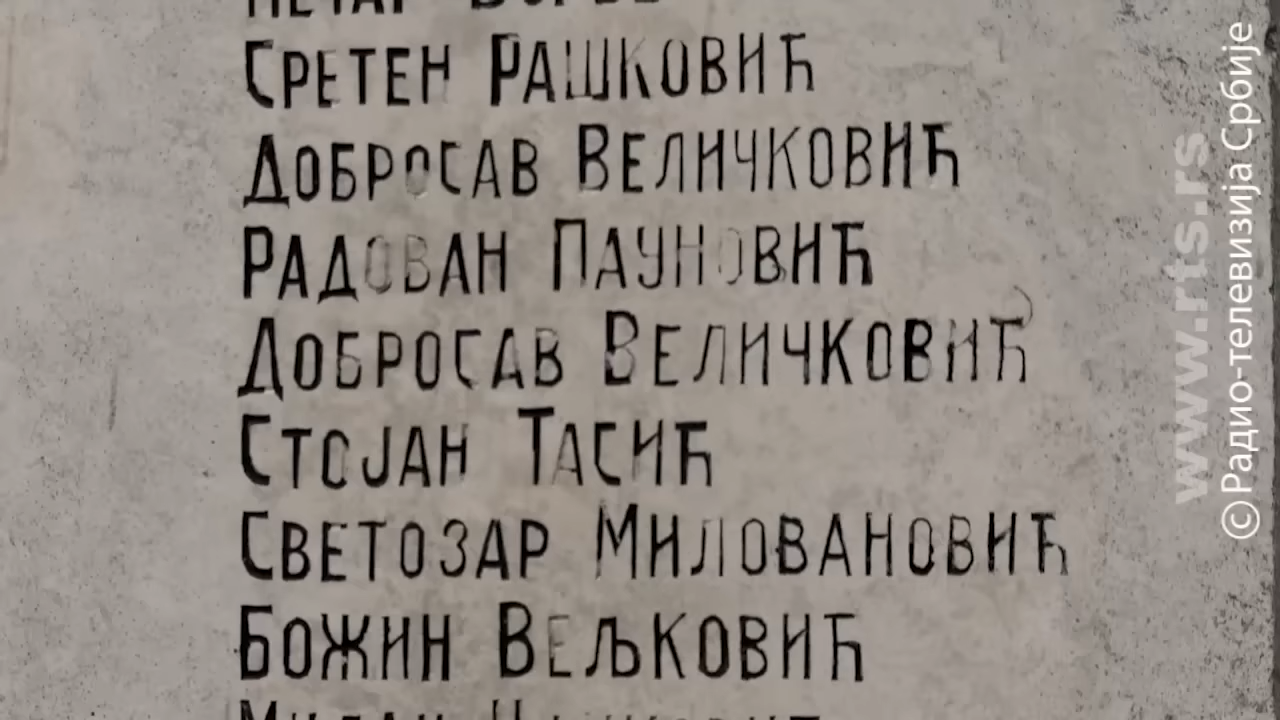 Сретен Рашковић
Добросав Величковић
Радован Пауновић
Добросав Величковић
Стојан Тасић
Светозар Миловановић
Божин Вељковић
www.rts.rs
©Радио-телевизија Србије